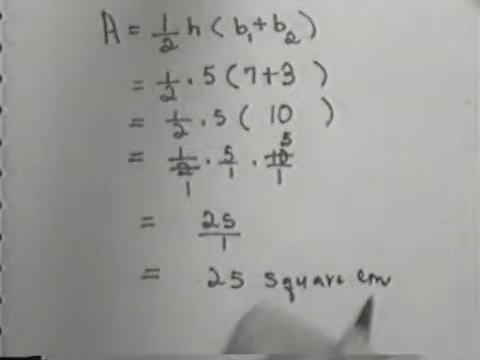 A = 1/2 h ( b₁ + b₂ )
= 1/2 · 5 ( 7+3 )
= 1/2 · 5 ( 10 )
= 1/2 1 · 5/1 · 10 5/1
= 25/1
= 25 square cm